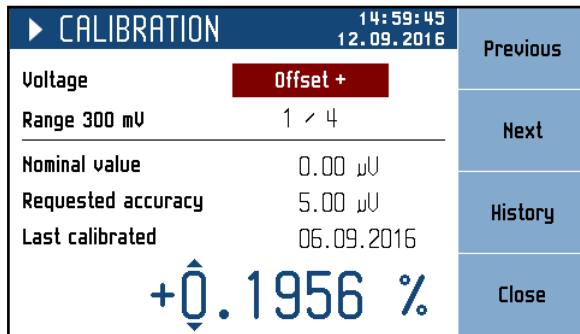 ▶ CALIBRATION
14:59:45
12.09.2016
Voltage Offset +
Range 300 mV 1 / 4
Nominal value 0.00 µV
Requested accuracy 5.00 µV
Last calibrated 06.09.2016
+0.1956 %
Previous
Next
History
Close